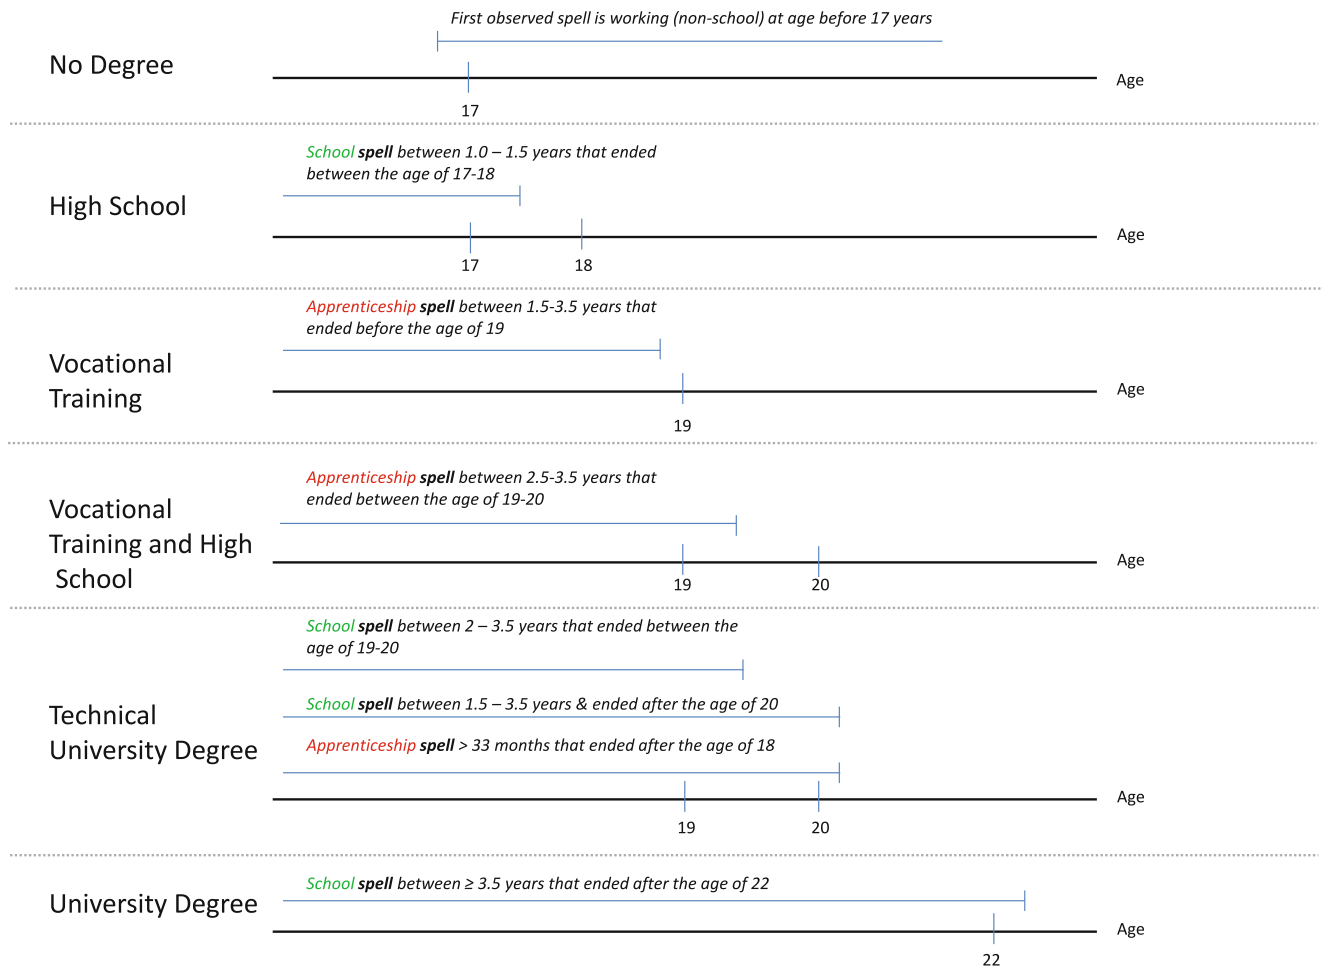 First observed spell is working (non-school) at age before 17 years
No Degree
Age
17
School spell between 1.0 – 1.5 years that ended
between the age of 17-18
High School
Age
17 18
Apprenticeship spell between 1.5-3.5 years that
ended before the age of 19
Vocational
Training
Age
19
Apprenticeship spell between 2.5-3.5 years that
ended between the age of 19-20
Vocational
Training and High
School
Age
19 20
School spell between 2 – 3.5 years that ended between the
age of 19-20
School spell between 1.5 – 3.5 years & ended after the age of 20
Technical
University Degree
Apprenticeship spell > 33 months that ended after the age of 18
Age
19 20
School spell between ≥ 3.5 years that ended after the age of 22
University Degree
Age
22